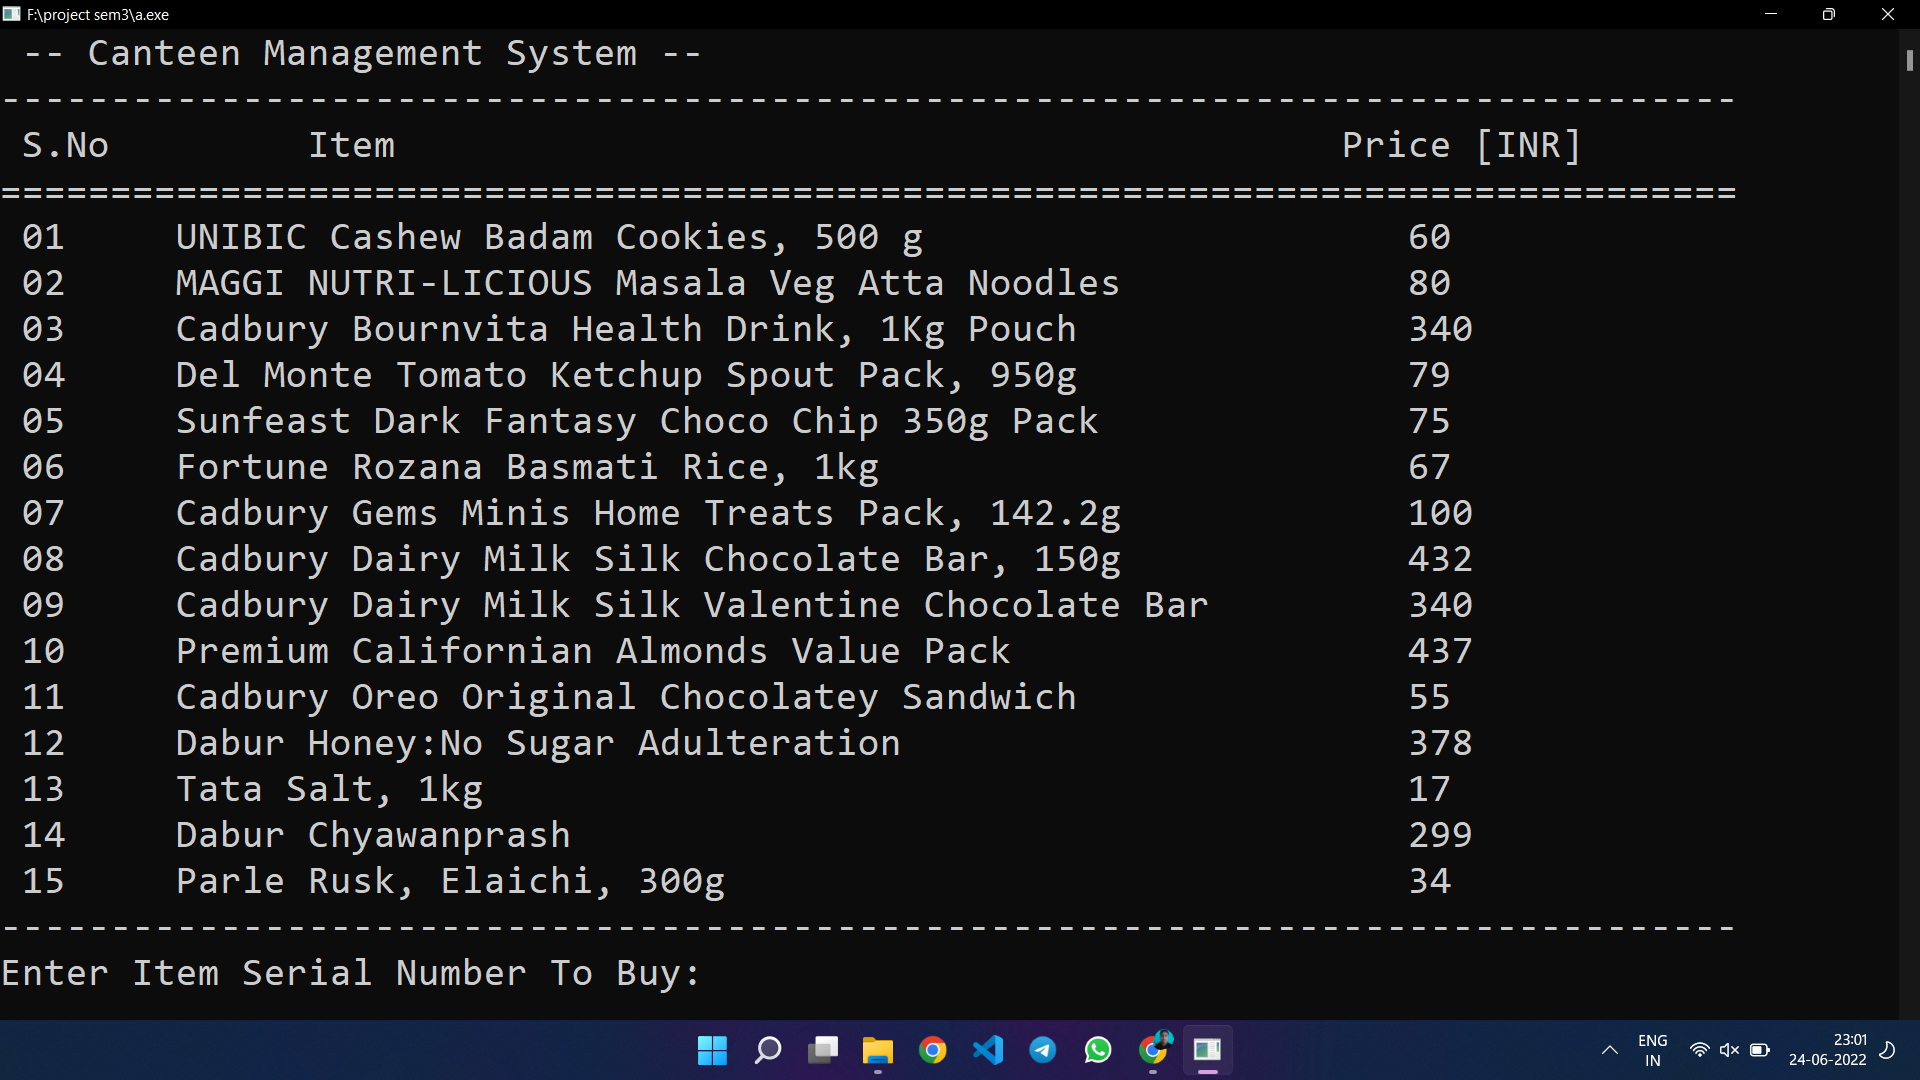 F:\project sem3\a.exe
-- Canteen Management System --
-------------------------------------------------------------------------------
S.No Item Price [INR]
===============================================================================
01 UNIBIC Cashew Badam Cookies, 500 g 60
02 MAGGI NUTRI-LICIOUS Masala Veg Atta Noodles 80
03 Cadbury Bournvita Health Drink, 1Kg Pouch 340
04 Del Monte Tomato Ketchup Spout Pack, 950g 79
05 Sunfeast Dark Fantasy Choco Chip 350g Pack 75
06 Fortune Rozana Basmati Rice, 1kg 67
07 Cadbury Gems Minis Home Treats Pack, 142.2g 100
08 Cadbury Dairy Milk Silk Chocolate Bar, 150g 432
09 Cadbury Dairy Milk Silk Valentine Chocolate Bar 340
10 Premium Californian Almonds Value Pack 437
11 Cadbury Oreo Original Chocolatey Sandwich 55
12 Dabur Honey:No Sugar Adulteration 378
13 Tata Salt, 1kg 17
14 Dabur Chyawanprash 299
15 Parle Rusk, Elaichi, 300g 34
-------------------------------------------------------------------------------
Enter Item Serial Number To Buy:
ENG 23:01
IN 24-06-2022